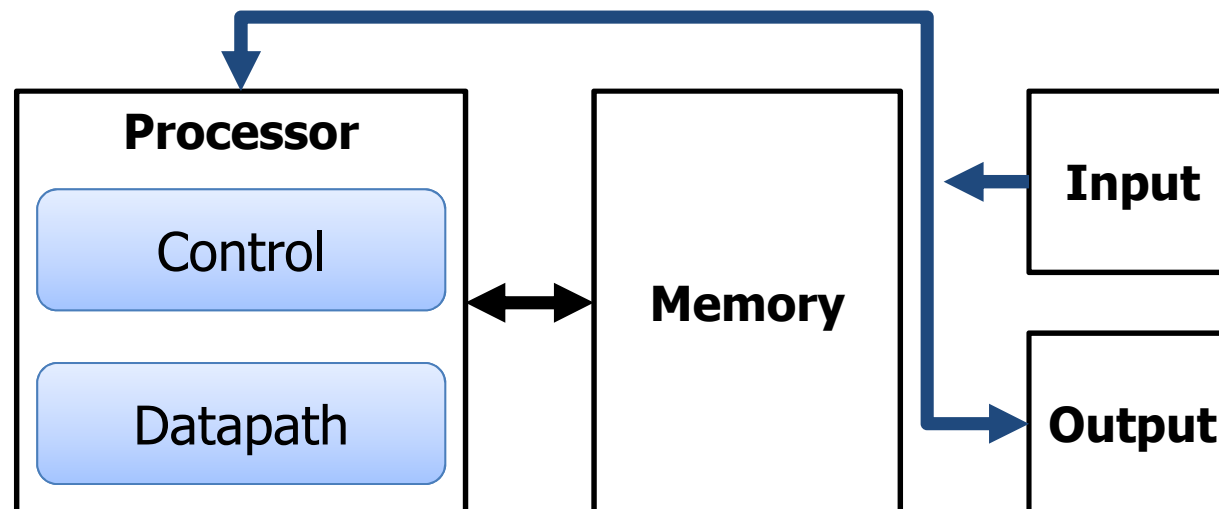 Processor
Control
Datapath
Memory
Input
Output